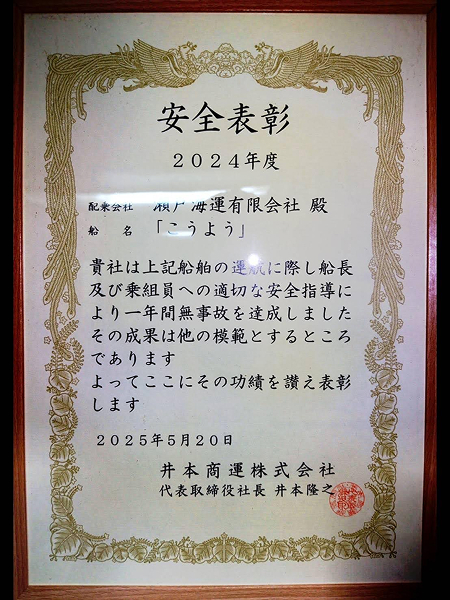 安全表彰
2024年度
配乗会社 瀬戸海運有限会社 殿
船名 「こうよう」
貴社は上記船舶の運航に際し船長
及び乗組員への適切な安全指導に
より一年間無事故を達成しました
その成果は他の模範とするところ
であります
よってここにその功績を讃え表彰
します
2025年5月20日
井本商運株式会社
代表取締役社長 井本隆之